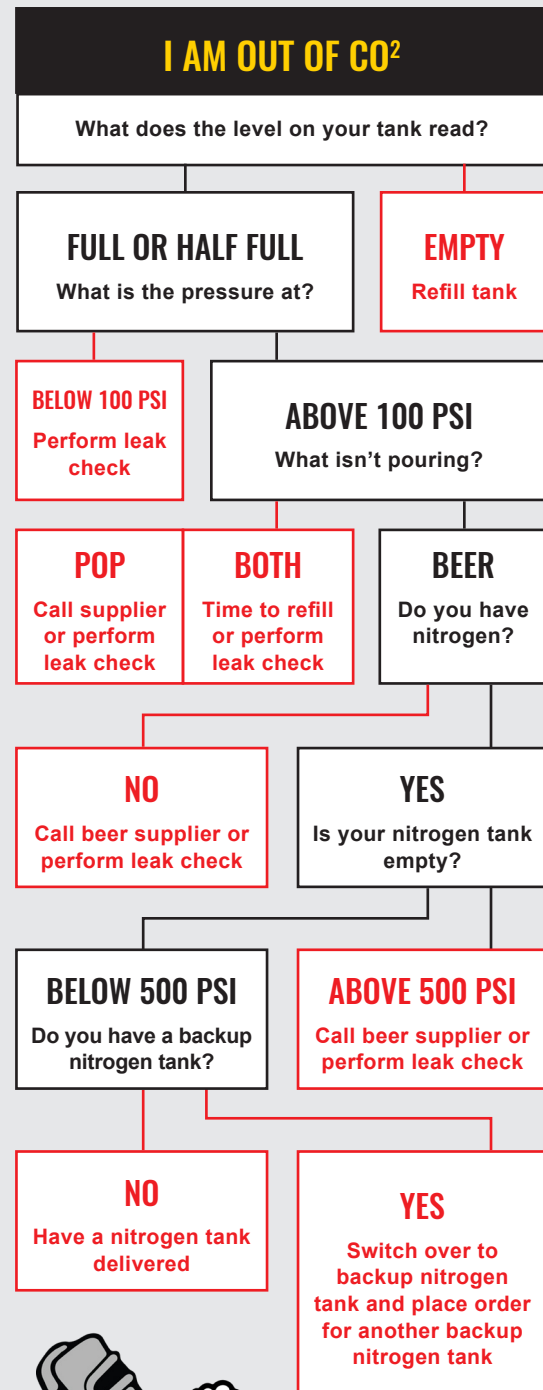 I AM OUT OF CO²
What does the level on your tank read?
FULL OR HALF FULL
What is the pressure at?
EMPTY
Refill tank
BELOW 100 PSI
Perform leak
check
ABOVE 100 PSI
What isn't pouring?
POP
Call supplier
or perform
leak check
BOTH
Time to refill
or perform
leak check
BEER
Do you have
nitrogen?
NO
Call beer supplier or
perform leak check
YES
Is your nitrogen tank
empty?
BELOW 500 PSI
Do you have a backup
nitrogen tank?
ABOVE 500 PSI
Call beer supplier or
perform leak check
NO
Have a nitrogen tank
delivered
YES
Switch over to
backup nitrogen
tank and place order
for another backup
nitrogen tank